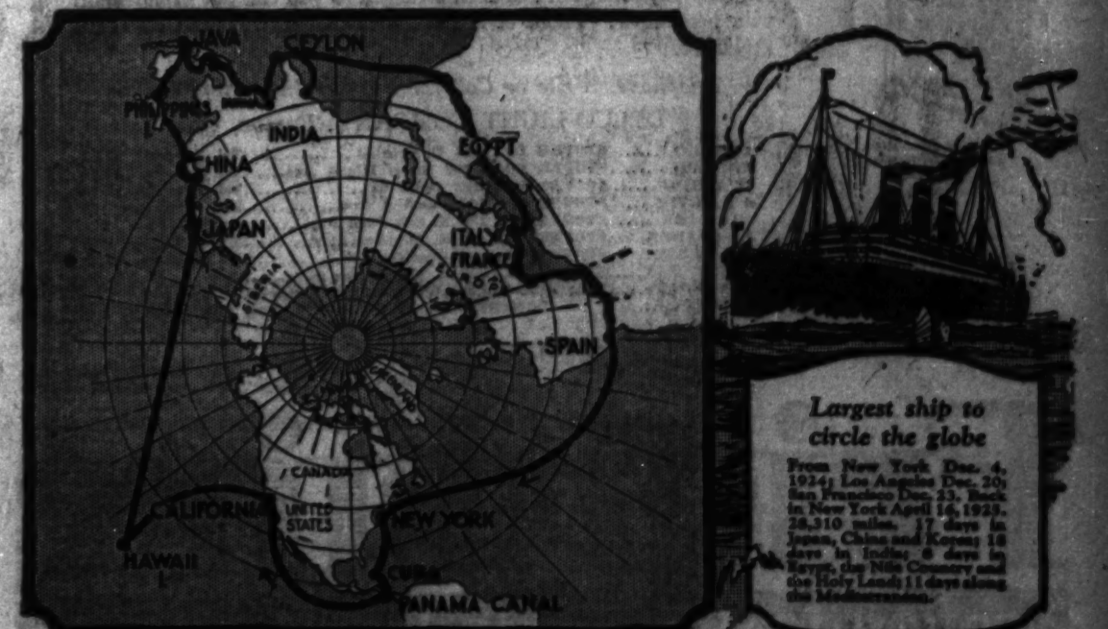 JAVA
CEYLON
PHILIPPINES
INDIA
EGYPT
CHINA
JAPAN
ITALY
FRANCE
EUROPE
SIBERIA
SPAIN
CANADA
CALIFORNIA
UNITED
STATES
NEW YORK
HAWAII
I.
CUBA
PANAMA CANAL
Largest ship to
circle the globe
From New York Dec. 4,
1924; Los Angeles Dec. 20;
San Francisco Dec. 23. Back
in New York April 16, 1925.
28,310 miles. 17 days in
Japan, China and Korea; 18
days in India; 8 days in
Egypt, the Nile Country and
the Holy Land; 11 days along
the Mediterranean.